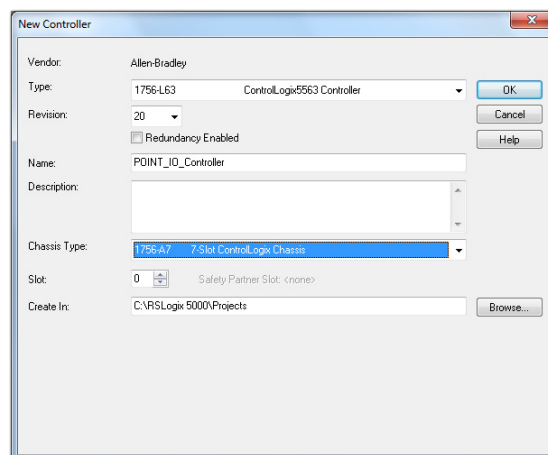 New Controller
Vendor: Allen-Bradley
Type: 1756-L63 ControlLogix5563 Controller OK
Revision: 20 Cancel
Redundancy Enabled Help
Name: POINT_IO_Controller
Description:
Chassis Type: 1756-A7 7-Slot ControlLogix Chassis
Slot: 0 Safety Partner Slot: <none>
Create In: C:\RSLogix 5000\Projects Browse...